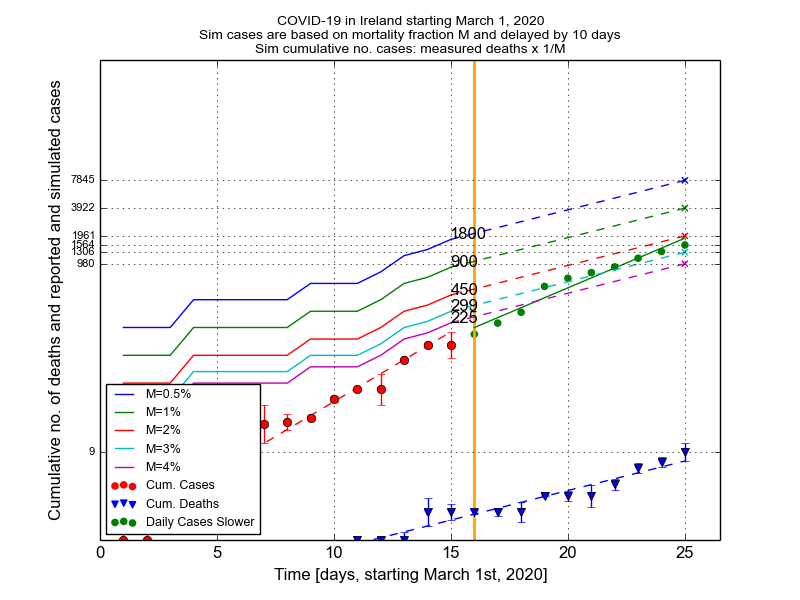 COVID-19 in Ireland starting March 1, 2020
Sim cases are based on mortality fraction M and delayed by 10 days
Sim cumulative no. cases: measured deaths x 1/M
Cumulative no. of deaths and reported and simulated cases
7845
3922
1961
1564
1306
980
9
1800
900
450
299
225
M=0.5%
M=1%
M=2%
M=3%
M=4%
Cum. Cases
Cum. Deaths
Daily Cases Slower
0 5 10 15 20 25
Time [days, starting March 1st, 2020]